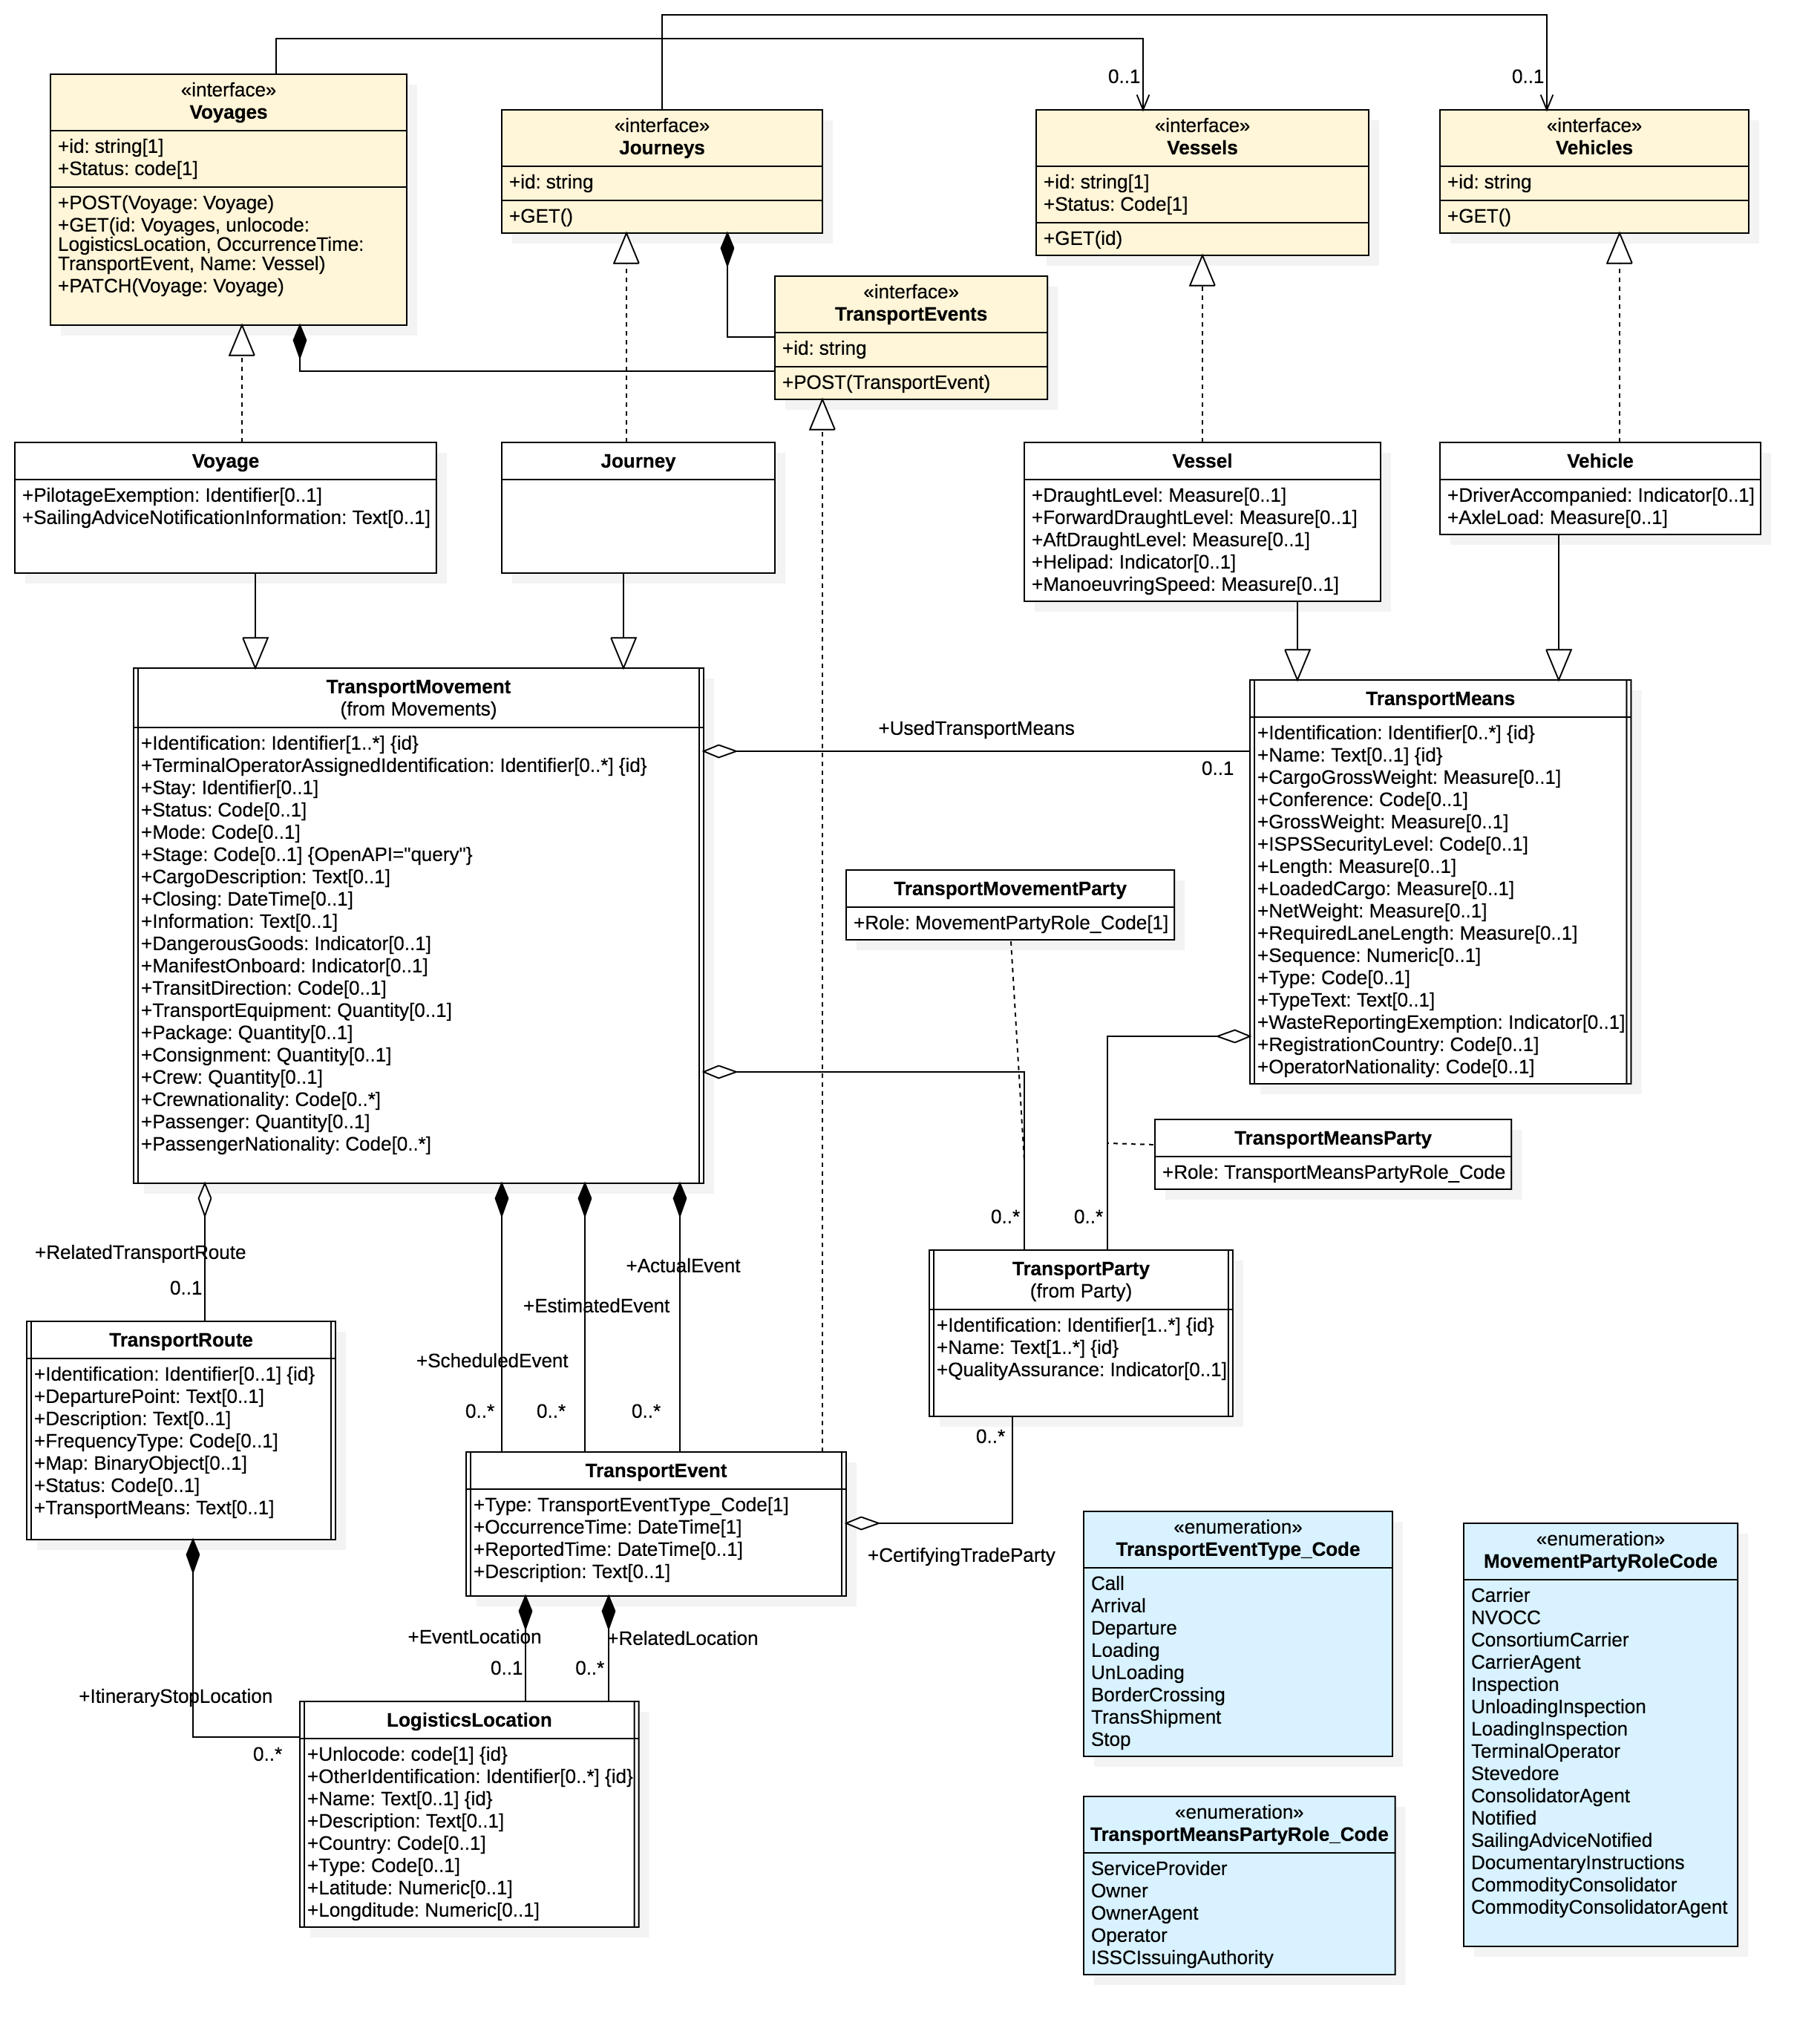 0..1
0..1
«interface»
Voyages
+id: string[1]
+Status: code[1]
+POST(Voyage: Voyage)
+GET(id: Voyages, unlocode:
LogisticsLocation, OccurrenceTime:
TransportEvent, Name: Vessel)
+PATCH(Voyage: Voyage)
«interface»
Journeys
+id: string
+GET()
«interface»
Vessels
+id: string[1]
+Status: Code[1]
+GET(id)
«interface»
Vehicles
+id: string
+GET()
«interface»
TransportEvents
+id: string
+POST(TransportEvent)
Voyage
+PilotageExemption: Identifier[0..1]
+SailingAdviceNotificationInformation: Text[0..1]
Journey
Vessel
+DraughtLevel: Measure[0..1]
+ForwardDraughtLevel: Measure[0..1]
+AftDraughtLevel: Measure[0..1]
+Helipad: Indicator[0..1]
+ManoeuvringSpeed: Measure[0..1]
Vehicle
+DriverAccompanied: Indicator[0..1]
+AxleLoad: Measure[0..1]
TransportMovement
(from Movements)
+Identification: Identifier[1..*] {id}
+TerminalOperatorAssignedIdentification: Identifier[0..*] {id}
+Stay: Identifier[0..1]
+Status: Code[0..1]
+Mode: Code[0..1]
+Stage: Code[0..1] {OpenAPI="query"}
+CargoDescription: Text[0..1]
+Closing: DateTime[0..1]
+Information: Text[0..1]
+DangerousGoods: Indicator[0..1]
+ManifestOnboard: Indicator[0..1]
+TransitDirection: Code[0..1]
+TransportEquipment: Quantity[0..1]
+Package: Quantity[0..1]
+Consignment: Quantity[0..1]
+Crew: Quantity[0..1]
+Crewnationality: Code[0..*]
+Passenger: Quantity[0..1]
+PassengerNationality: Code[0..*]
+UsedTransportMeans
0..1
TransportMeans
+Identification: Identifier[0..*] {id}
+Name: Text[0..1] {id}
+CargoGrossWeight: Measure[0..1]
+Conference: Code[0..1]
+GrossWeight: Measure[0..1]
+ISPSSecurityLevel: Code[0..1]
+Length: Measure[0..1]
+LoadedCargo: Measure[0..1]
+NetWeight: Measure[0..1]
+RequiredLaneLength: Measure[0..1]
+Sequence: Numeric[0..1]
+Type: Code[0..1]
+TypeText: Text[0..1]
+WasteReportingExemption: Indicator[0..1]
+RegistrationCountry: Code[0..1]
+OperatorNationality: Code[0..1]
TransportMovementParty
+Role: MovementPartyRole_Code[1]
TransportMeansParty
+Role: TransportMeansPartyRole_Code
0..*
0..*
+RelatedTransportRoute
0..1
+ActualEvent
+EstimatedEvent
+ScheduledEvent
0..*
0..*
0..*
TransportParty
(from Party)
+Identification: Identifier[1..*] {id}
+Name: Text[1..*] {id}
+QualityAssurance: Indicator[0..1]
0..*
TransportRoute
+Identification: Identifier[0..1] {id}
+DeparturePoint: Text[0..1]
+Description: Text[0..1]
+FrequencyType: Code[0..1]
+Map: BinaryObject[0..1]
+Status: Code[0..1]
+TransportMeans: Text[0..1]
TransportEvent
+Type: TransportEventType_Code[1]
+OccurrenceTime: DateTime[1]
+ReportedTime: DateTime[0..1]
+Description: Text[0..1]
+CertifyingTradeParty
+EventLocation
+RelatedLocation
0..1
0..*
+ItineraryStopLocation
0..*
LogisticsLocation
+Unlocode: code[1] {id}
+OtherIdentification: Identifier[0..*] {id}
+Name: Text[0..1] {id}
+Description: Text[0..1]
+Country: Code[0..1]
+Type: Code[0..1]
+Latitude: Numeric[0..1]
+Longditude: Numeric[0..1]
«enumeration»
TransportEventType_Code
Call
Arrival
Departure
Loading
UnLoading
BorderCrossing
TransShipment
Stop
«enumeration»
TransportMeansPartyRole_Code
ServiceProvider
Owner
OwnerAgent
Operator
ISSCIssuingAuthority
«enumeration»
MovementPartyRoleCode
Carrier
NVOCC
ConsortiumCarrier
CarrierAgent
Inspection
UnloadingInspection
LoadingInspection
TerminalOperator
Stevedore
ConsolidatorAgent
Notified
SailingAdviceNotified
DocumentaryInstructions
CommodityConsolidator
CommodityConsolidatorAgent